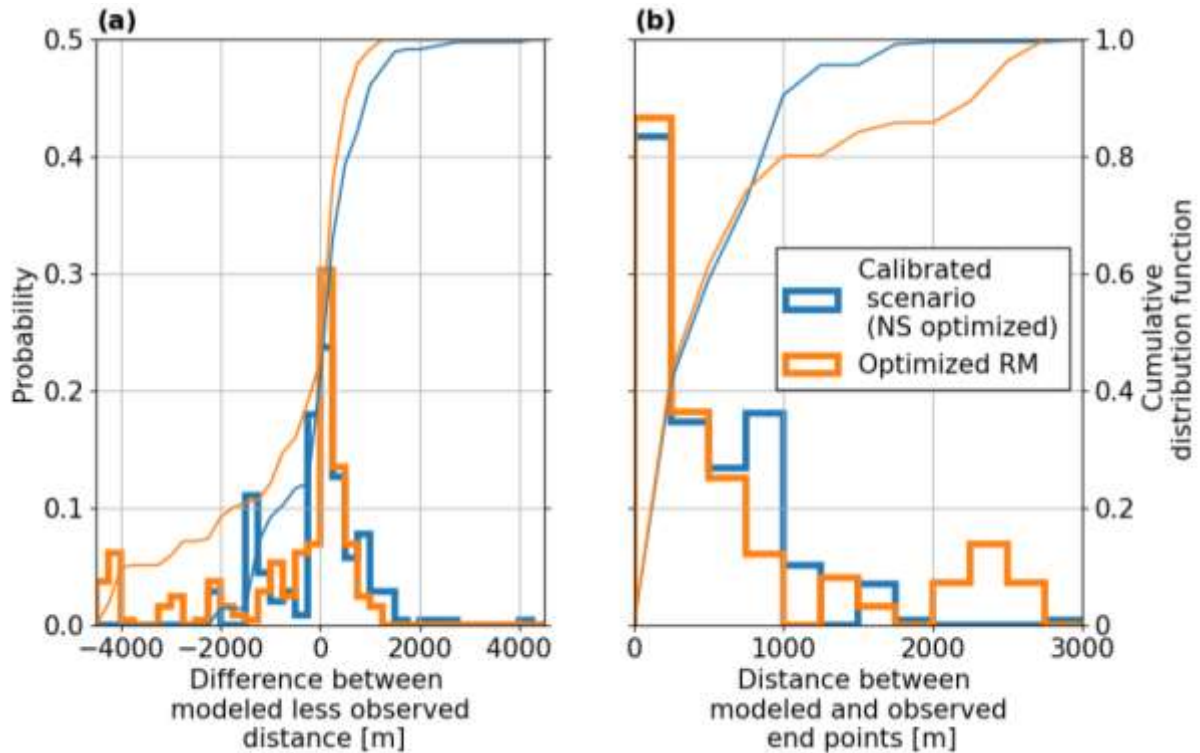 (a)
(b)
0.5
0.4
0.3
0.2
0.1
0.0
Probability
−4000
−2000
0
2000
4000
Difference between
modeled less observed
distance [m]
Calibrated
scenario
(NS optimized)
Optimized RM
1.0
0.8
0.6
0.4
0.2
0
Cumulative
distribution function
0
1000
2000
3000
Distance between
modeled and observed
end points [m]